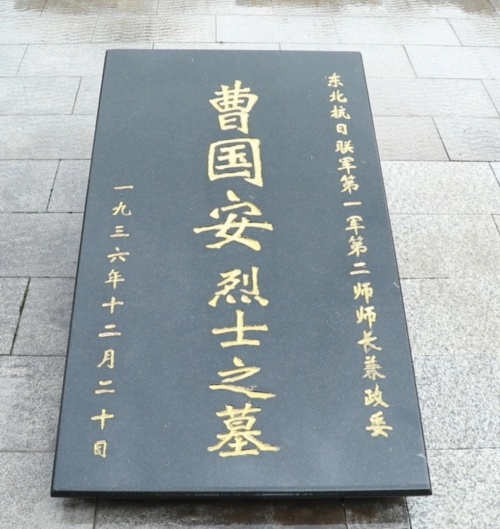 东北抗日联军第一军第二师师长兼政委
曹国安烈士之墓
一九三六年十二月二十日